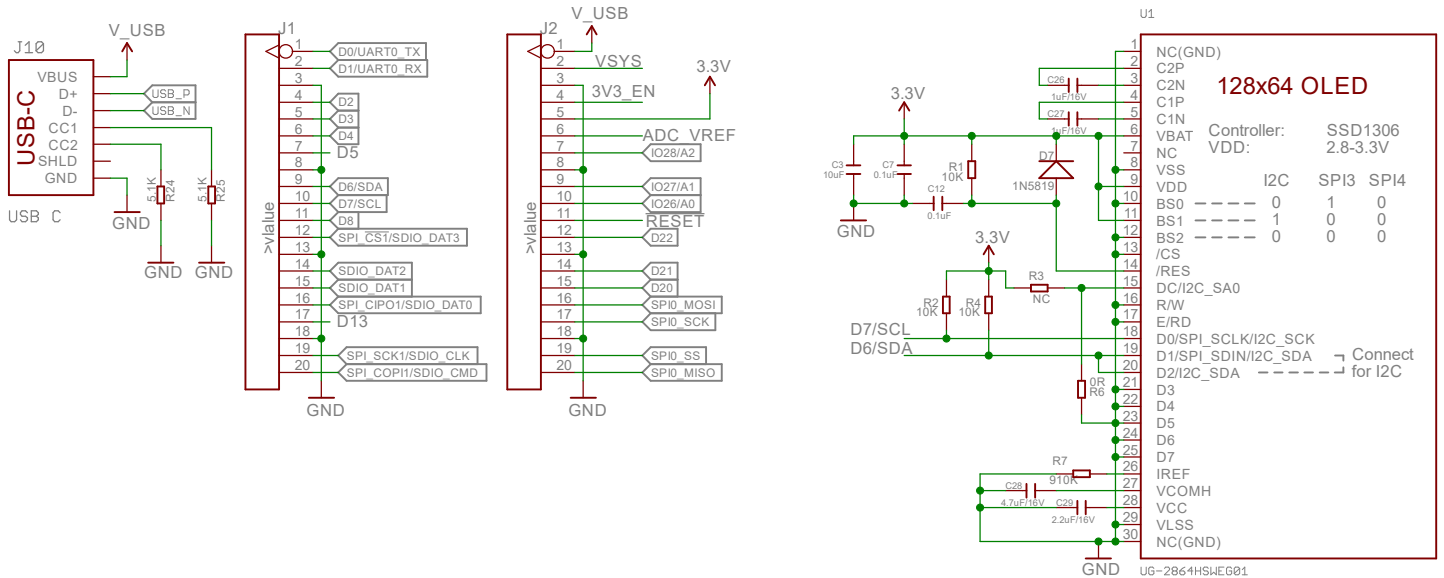 J10
V_USB
USB-C
VBUS
D+
D-
CC1
CC2
SHLD
GND
USB_P
USB_N
5.1K
R24
5.1K
R25
GND
GND
GND
USB C
J1
>vlalue
1 D0/UART0_TX
2 D1/UART0_RX
3
4 D2
5 D3
6 D4
7 D5
8
9 D6/SDA
10 D7/SCL
11 D8
12 SPI_CS1/SDIO_DAT3
13
14 SDIO_DAT2
15 SDIO_DAT1
16 SPI_CIPO1/SDIO_DAT0
17 D13
18
19 SPI_SCK1/SDIO_CLK
20 SPI_COPI1/SDIO_CMD
GND
J2
V_USB
>vlalue
1
2 VSYS
3
3.3V
4 3V3_EN
5
6 ADC_VREF
7 IO28/A2
8
9 IO27/A1
10 IO26/A0
11 RESET
12 D22
13
14 D21
15 D20
16 SPI0_MOSI
17 SPI0_SCK
18
19 SPI0_SS
20 SPI0_MISO
GND
3.3V
C3
10uF
C7
0.1uF
C12
0.1uF
R1
10K
D7
1N5819
GND
C26
1uF/16V
C27
1uF/16V
3.3V
R2
10K
R4
10K
R3
NC
D7/SCL
D6/SDA
0R
R6
R7
910K
C28
4.7uF/16V
C29
2.2uF/16V
GND
U1
1 NC(GND)
2 C2P
3 C2N
4 C1P
5 C1N
6 VBAT
7 NC
8 VSS
9 VDD
10 BS0
11 BS1
12 BS2
13 /CS
14 /RES
15 DC/I2C_SA0
16 R/W
17 E/RD
18 D0/SPI_SCLK/I2C_SCK
19 D1/SPI_SDIN/I2C_SDA
20 D2/I2C_SDA
21 D3
22 D4
23 D5
24 D6
25 D7
26 IREF
27 VCOMH
28 VCC
29 VLSS
30 NC(GND)
128x64 OLED
Controller: SSD1306
VDD: 2.8-3.3V
I2C SPI3 SPI4
0 1 0
1 0 0
0 0 0
Connect
for I2C
UG-2864HSWEG01